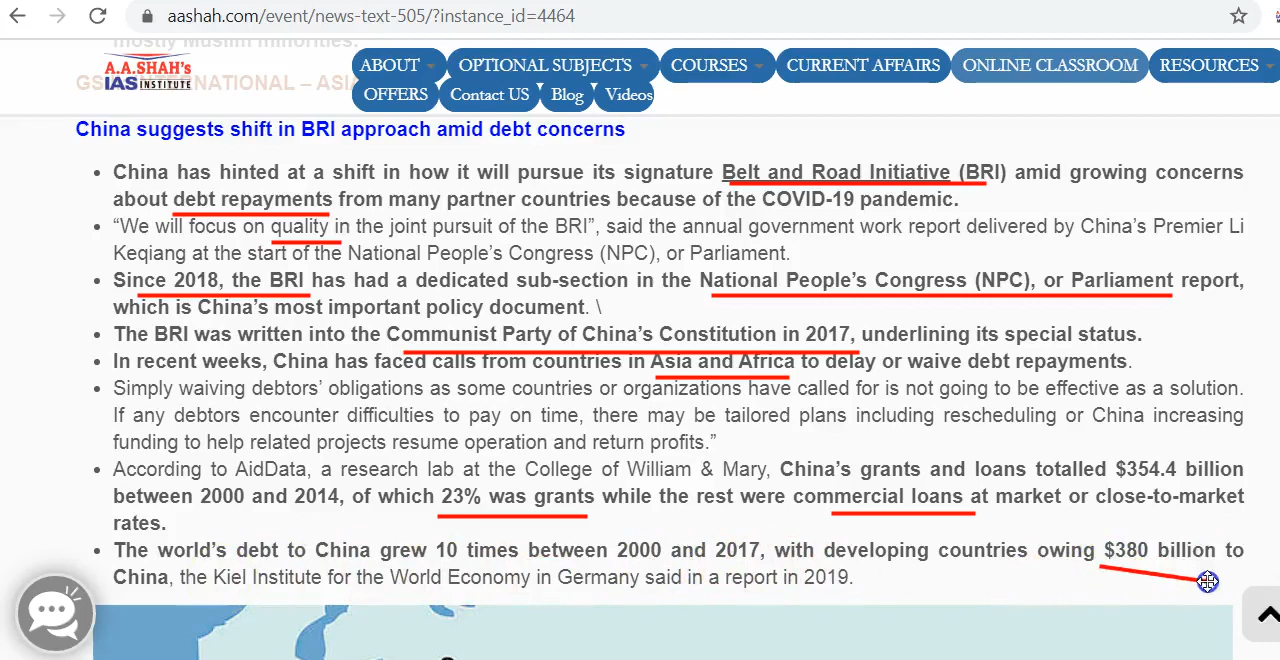 aashah.com/event/news-text-505/?instance_id=4464
mostly Muslim minorities.
A.A.SHAH's
IAS INSTITUTE
GS
NATIONAL – ASIA
ABOUT
OPTIONAL SUBJECTS
COURSES
CURRENT AFFAIRS
ONLINE CLASSROOM
RESOURCES
OFFERS
Contact US
Blog
Videos
China suggests shift in BRI approach amid debt concerns
• China has hinted at a shift in how it will pursue its signature Belt and Road Initiative (BRI) amid growing concerns
about debt repayments from many partner countries because of the COVID-19 pandemic.
• “We will focus on quality in the joint pursuit of the BRI”, said the annual government work report delivered by China’s Premier Li
Keqiang at the start of the National People’s Congress (NPC), or Parliament.
• Since 2018, the BRI has had a dedicated sub-section in the National People’s Congress (NPC), or Parliament report,
which is China’s most important policy document. \
• The BRI was written into the Communist Party of China’s Constitution in 2017, underlining its special status.
• In recent weeks, China has faced calls from countries in Asia and Africa to delay or waive debt repayments.
• Simply waiving debtors’ obligations as some countries or organizations have called for is not going to be effective as a solution.
If any debtors encounter difficulties to pay on time, there may be tailored plans including rescheduling or China increasing
funding to help related projects resume operation and return profits.”
• According to AidData, a research lab at the College of William & Mary, China’s grants and loans totalled $354.4 billion
between 2000 and 2014, of which 23% was grants while the rest were commercial loans at market or close-to-market
rates.
• The world’s debt to China grew 10 times between 2000 and 2017, with developing countries owing $380 billion to
China, the Kiel Institute for the World Economy in Germany said in a report in 2019.